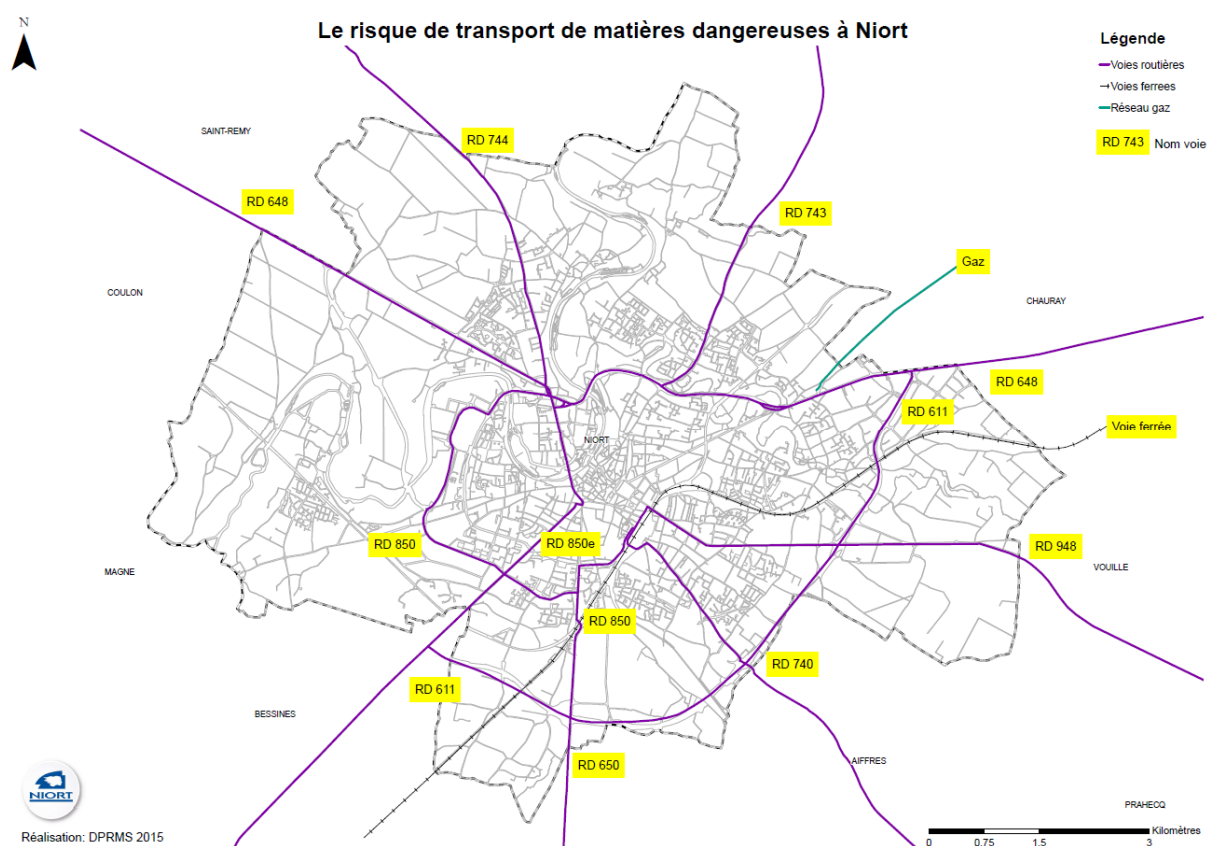 N
Le risque de transport de matières dangereuses à Niort
Légende
Voies routières
Voies ferrees
Réseau gaz
RD 743 Nom voie
SAINT-REMY
RD 744
RD 648
RD 743
Gaz
COULON
CHAURAY
RD 648
RD 611
Voie ferrée
NIORT
RD 850
RD 850e
RD 948
VOUILLE
MAGNE
RD 850
RD 740
RD 611
BESSINES
RD 650
AIFFRES
NIORT
PRAHECQ
Réalisation: DPRMS 2015
Kilomètres
0 0.75 1.5 3